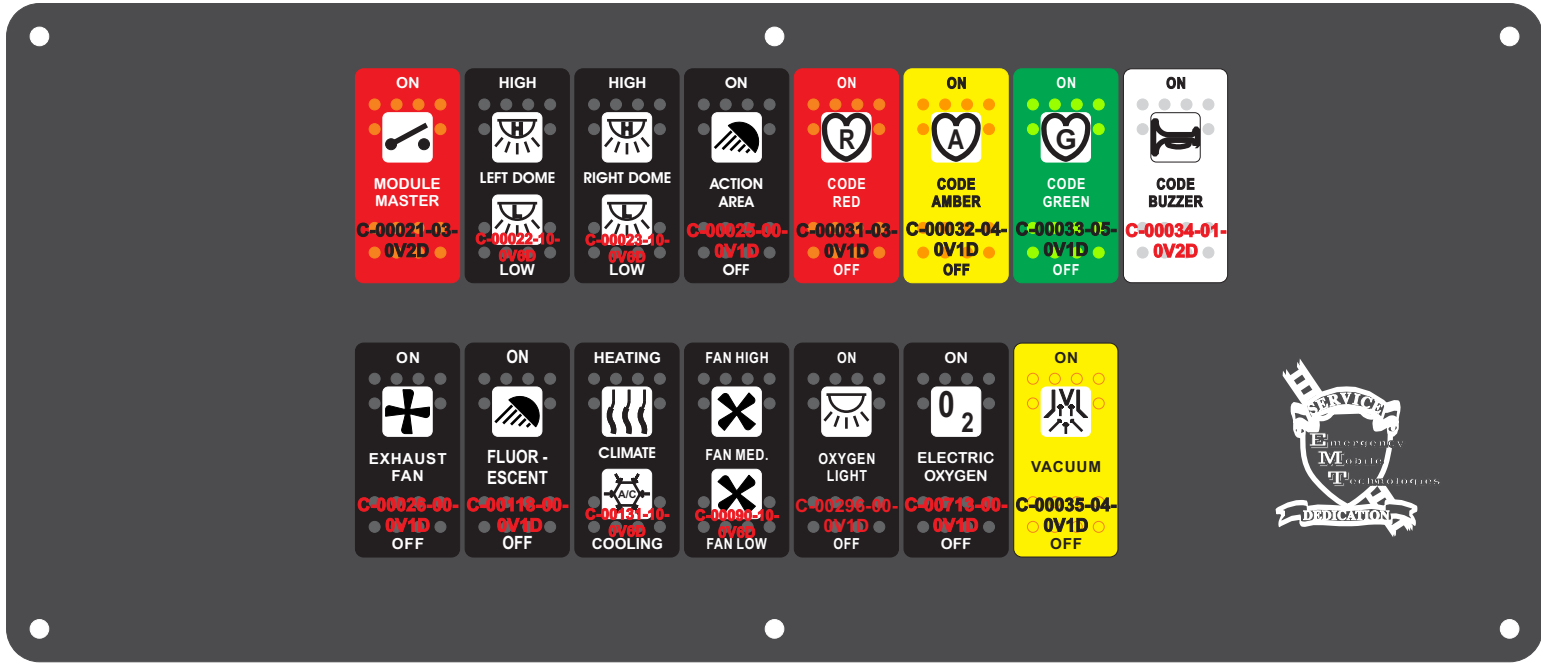 ON
MODULE
MASTER
C-00021-03-
0V2D
HIGH
H
LEFT DOME
L
C-00022-10-
0V6D
LOW
HIGH
H
RIGHT DOME
L
C-00023-10-
0V6D
LOW
ON
ACTION
AREA
0V1D
OFF
ON
R
CODE
RED
C-00031-03-
0V1D
OFF
ON
A
CODE
AMBER
C-00032-04-
0V1D
OFF
ON
G
CODE
GREEN
C-00033-05-
0V1D
OFF
ON
CODE
BUZZER
C-00034-01-
0V2D
ON
EXHAUST
FAN
0V1D
OFF
ON
FLUOR -
ESCENT
0V1D
OFF
HEATING
CLIMATE
A/C
C-00131-10-
0V6D
COOLING
FAN HIGH
FAN MED.
C-00090-10-
0V6D
FAN LOW
ON
OXYGEN
LIGHT
0V1D
OFF
ON
0 2
ELECTRIC
OXYGEN
0V1D
OFF
ON
VACUUM
C-00035-04-
0V1D
OFF
SERVICE
Emergency
Mobile
Technologies
DEDICATION